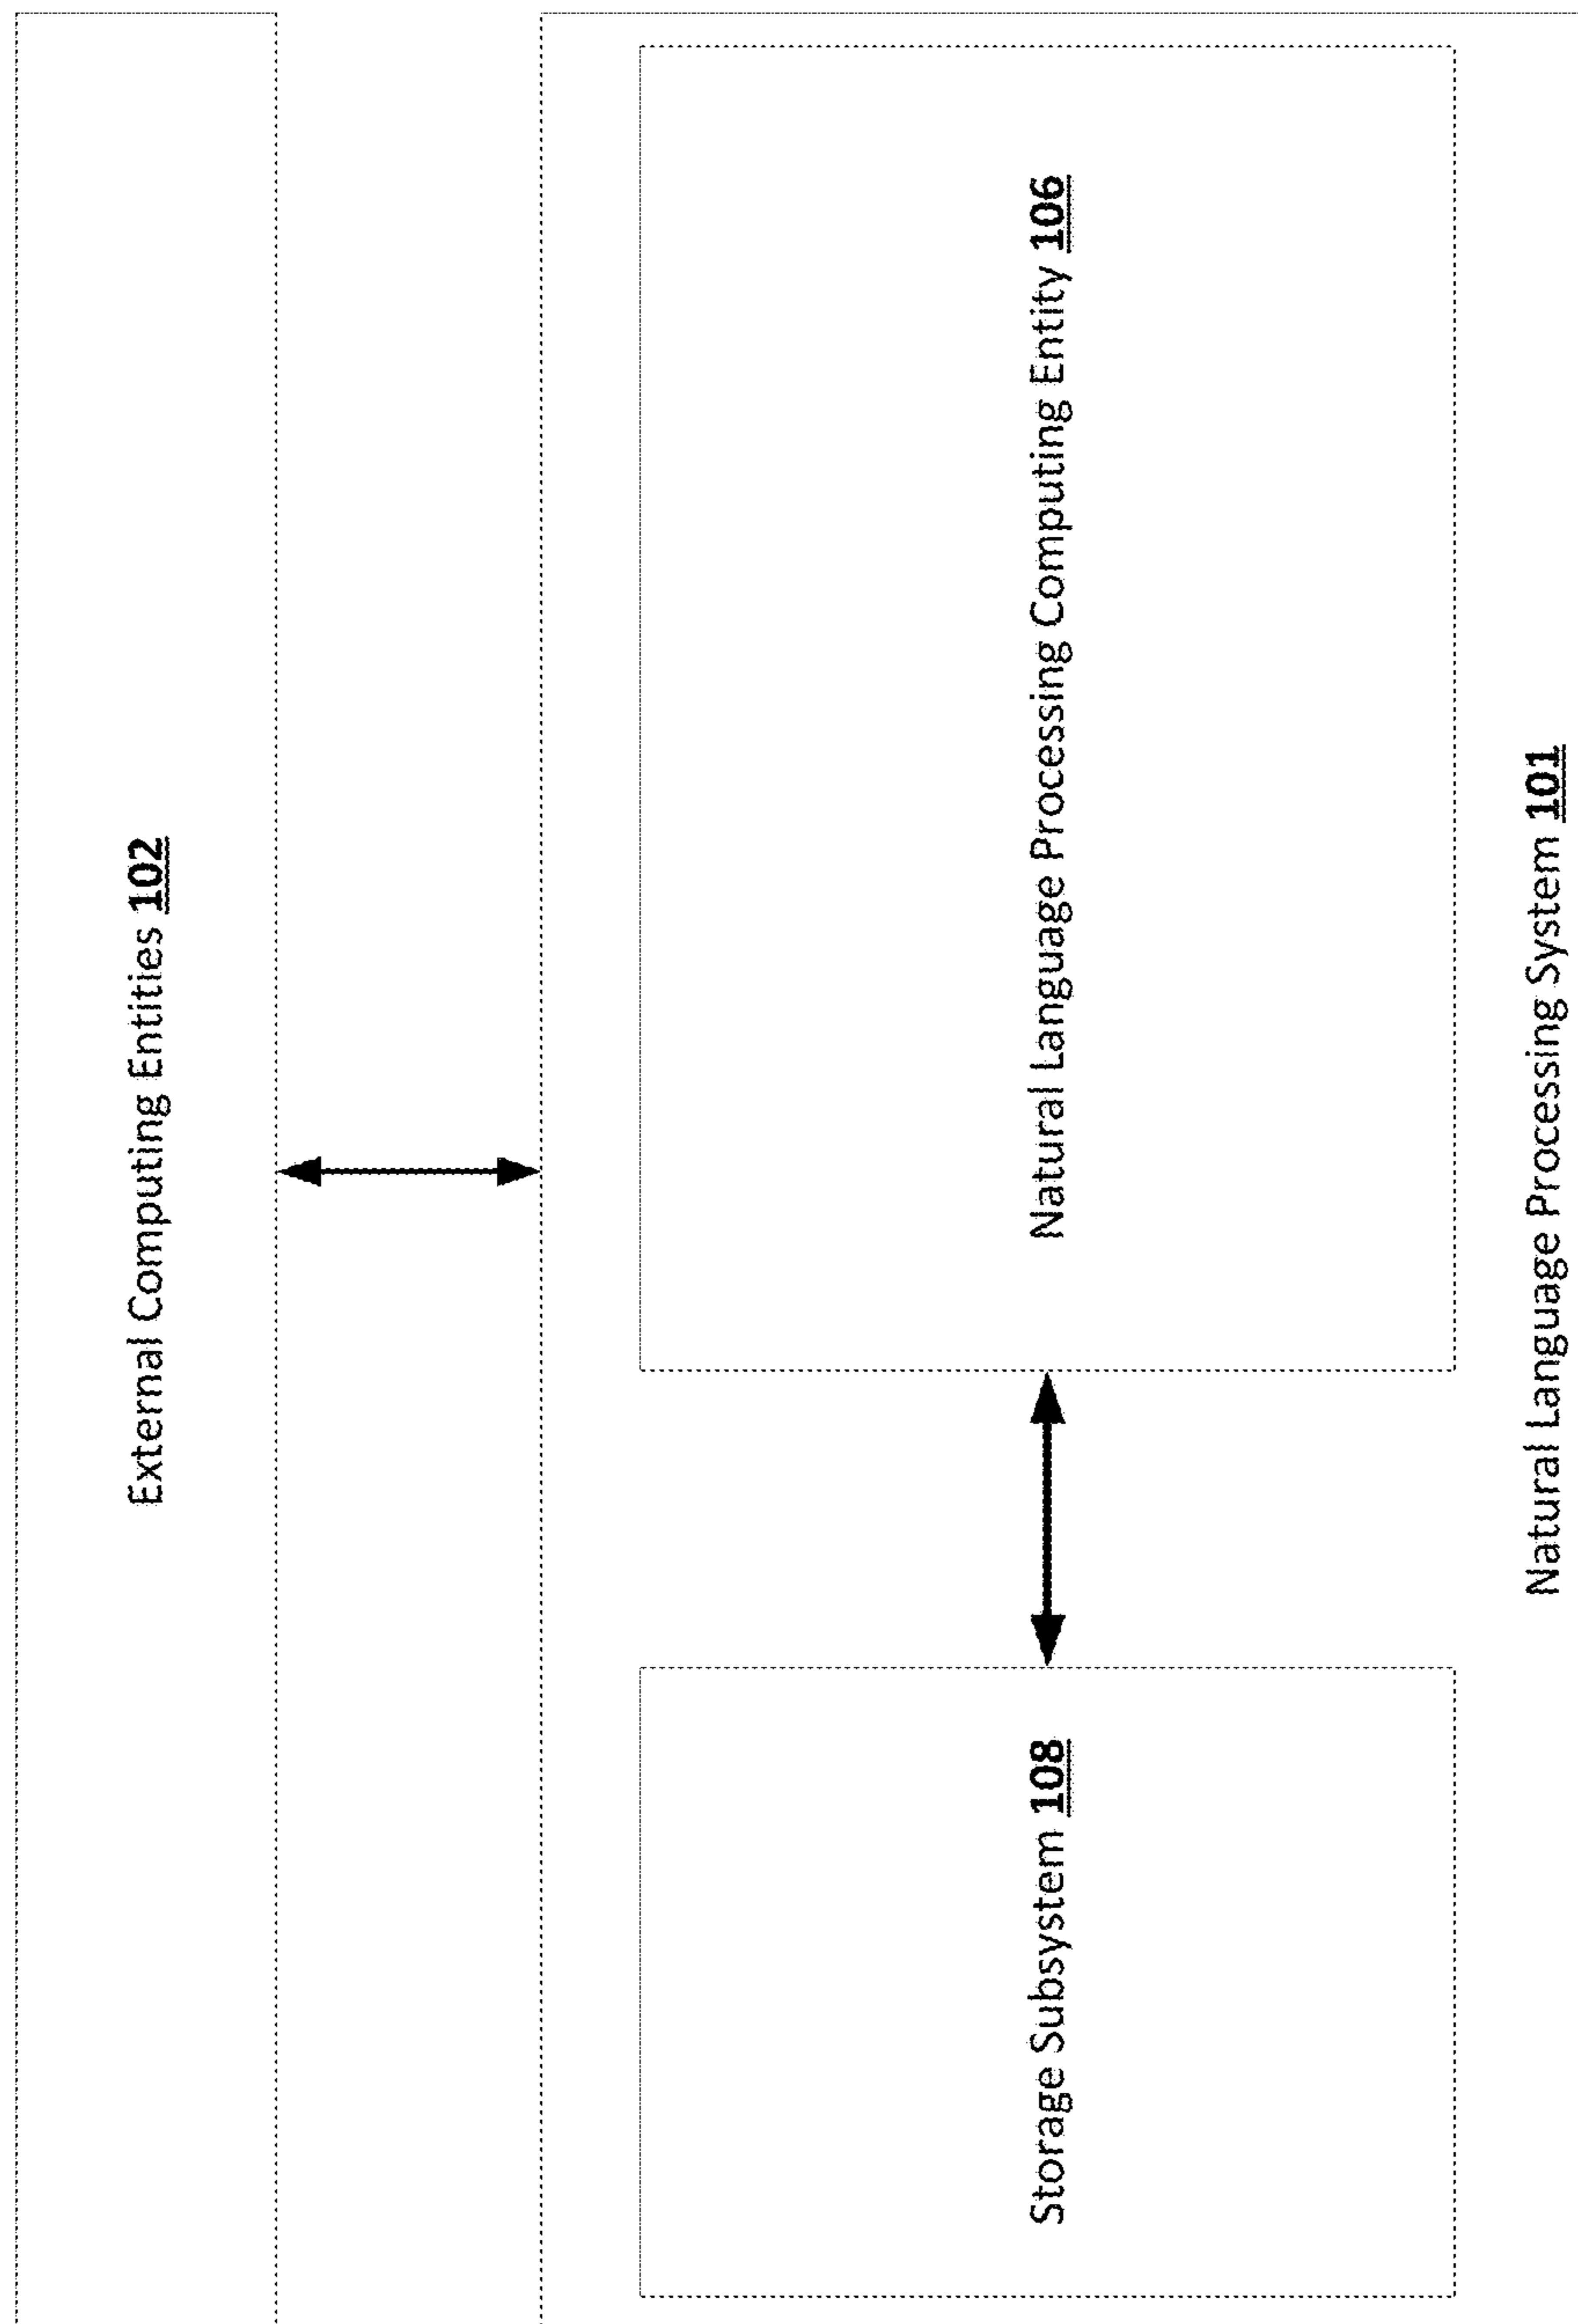 External Computing Entities 102
Storage Subsystem 108
Natural Language Processing Computing Entity 106
Natural Language Processing System 101